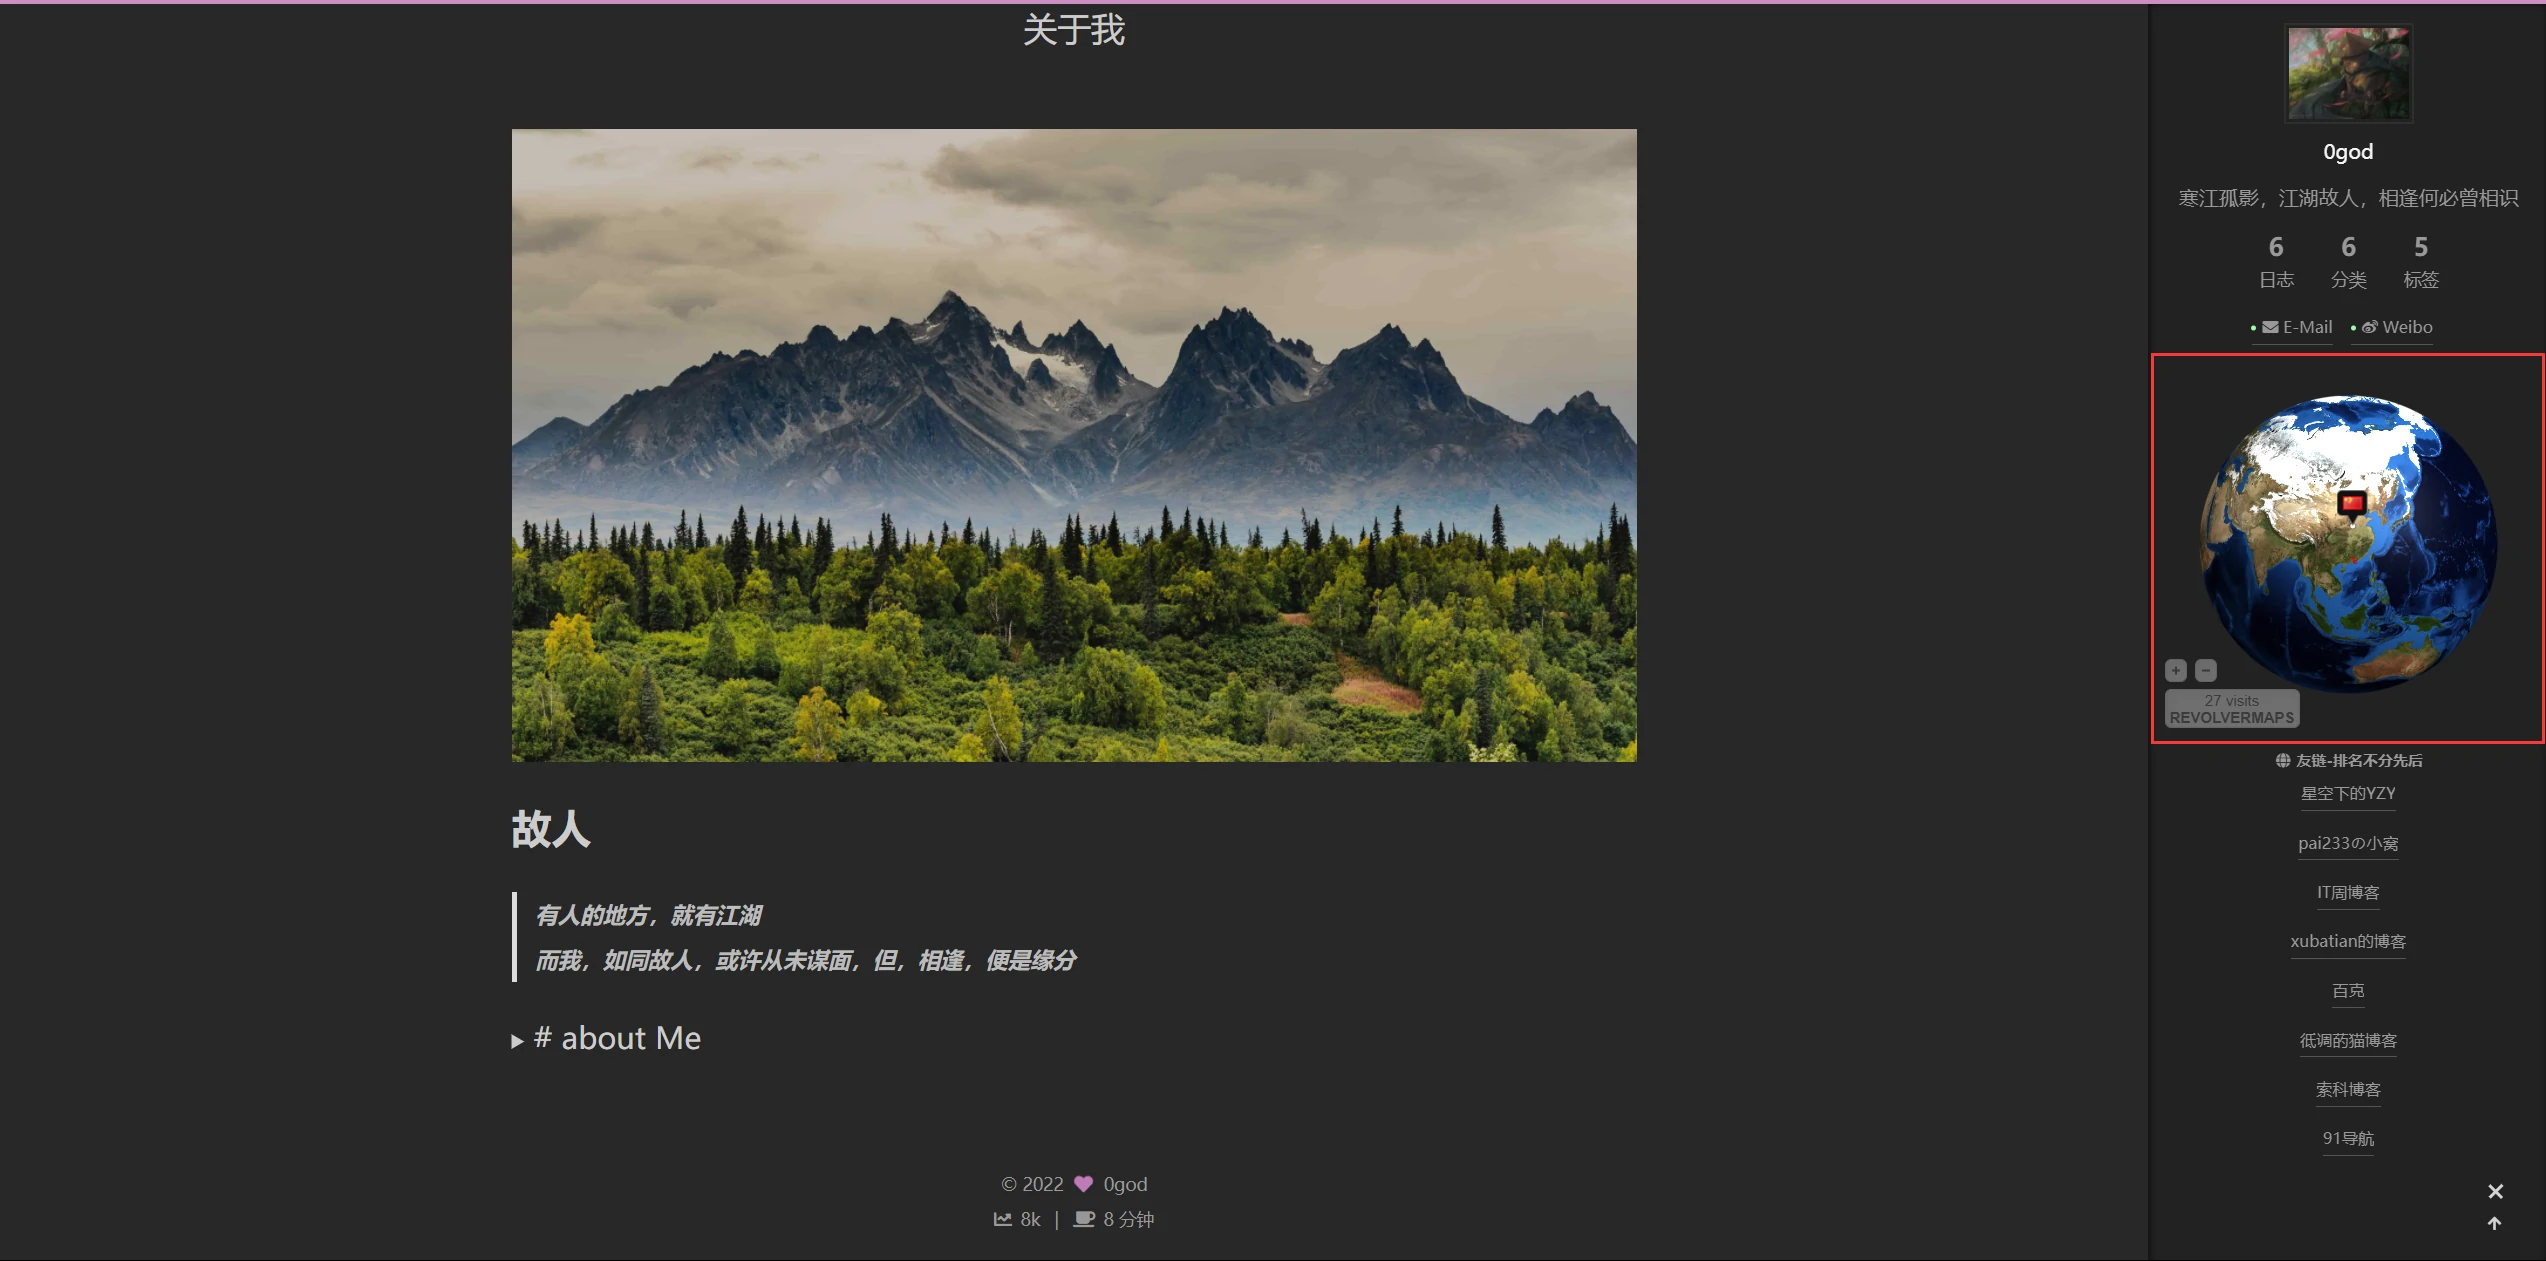 关于我
故人
有人的地方，就有江湖
而我，如同故人，或许从未谋面，但，相逢，便是缘分
# about Me
© 2022 0god
8k | 8 分钟
0god
寒江孤影，江湖故人，相逢何必曾相识
6 6 5
日志 分类 标签
E-Mail Weibo
27 visits
REVOLVERMAPS
友链-排名不分先后
星空下的YZY
pai233の小窝
IT周博客
xubatian的博客
百克
低调菂猫博客
索科博客
91导航